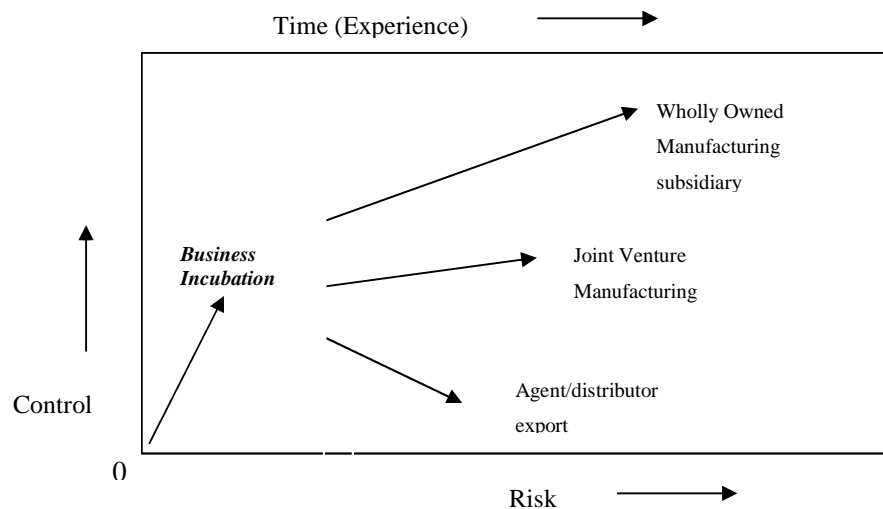 Time (Experience)
Wholly Owned
Manufacturing
subsidiary
Business
Incubation
Joint Venture
Manufacturing
Agent/distributor
export
Control
0
Risk